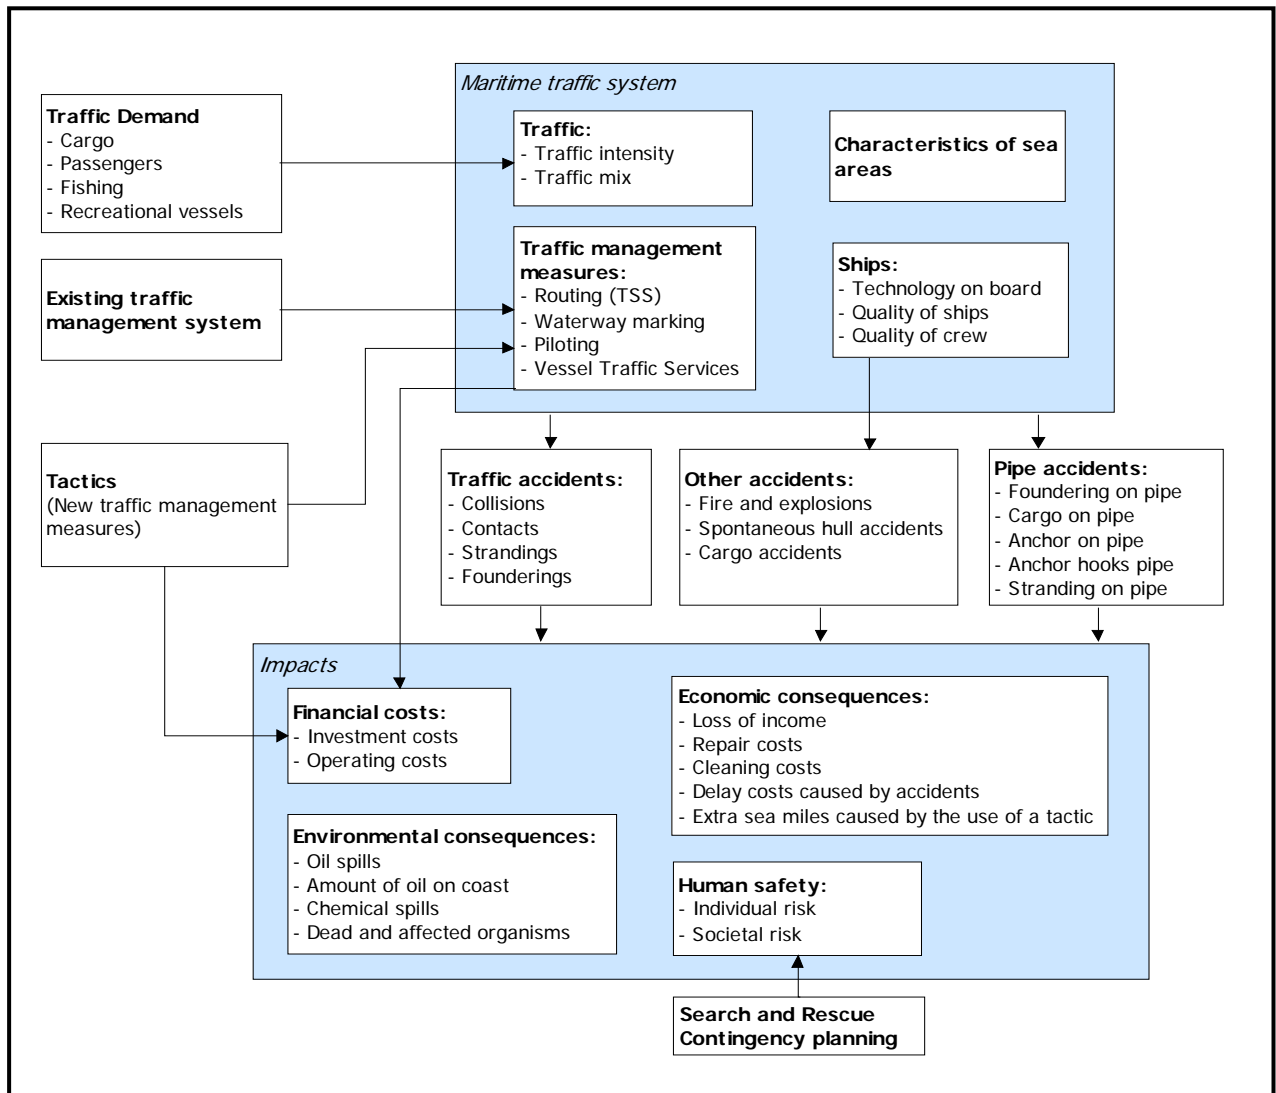 Maritime traffic system
Traffic Demand
- Cargo
- Passengers
- Fishing
- Recreational vessels
Traffic:
- Traffic intensity
- Traffic mix
Characteristics of sea
areas
Existing traffic
management system
Traffic management
measures:
- Routing (TSS)
- Waterway marking
- Piloting
- Vessel Traffic Services
Ships:
- Technology on board
- Quality of ships
- Quality of crew
Tactics
(New traffic management
measures)
Traffic accidents:
- Collisions
- Contacts
- Strandings
- Founderings
Other accidents:
- Fire and explosions
- Spontaneous hull accidents
- Cargo accidents
Pipe accidents:
- Foundering on pipe
- Cargo on pipe
- Anchor on pipe
- Anchor hooks pipe
- Stranding on pipe
Impacts
Financial costs:
- Investment costs
- Operating costs
Economic consequences:
- Loss of income
- Repair costs
- Cleaning costs
- Delay costs caused by accidents
- Extra sea miles caused by the use of a tactic
Environmental consequences:
- Oil spills
- Amount of oil on coast
- Chemical spills
- Dead and affected organisms
Human safety:
- Individual risk
- Societal risk
Search and Rescue
Contingency planning